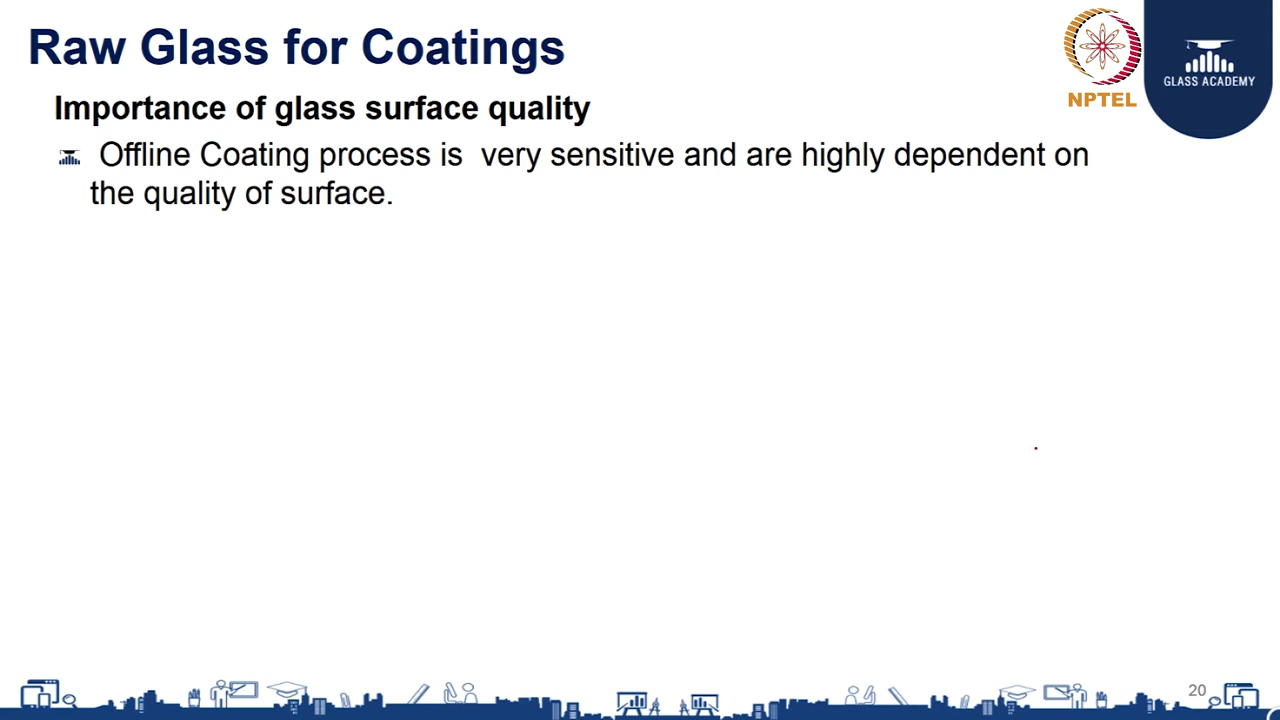 Raw Glass for Coatings
NPTEL
GLASS ACADEMY
Importance of glass surface quality
Offline Coating process is very sensitive and are highly dependent on
the quality of surface.
20